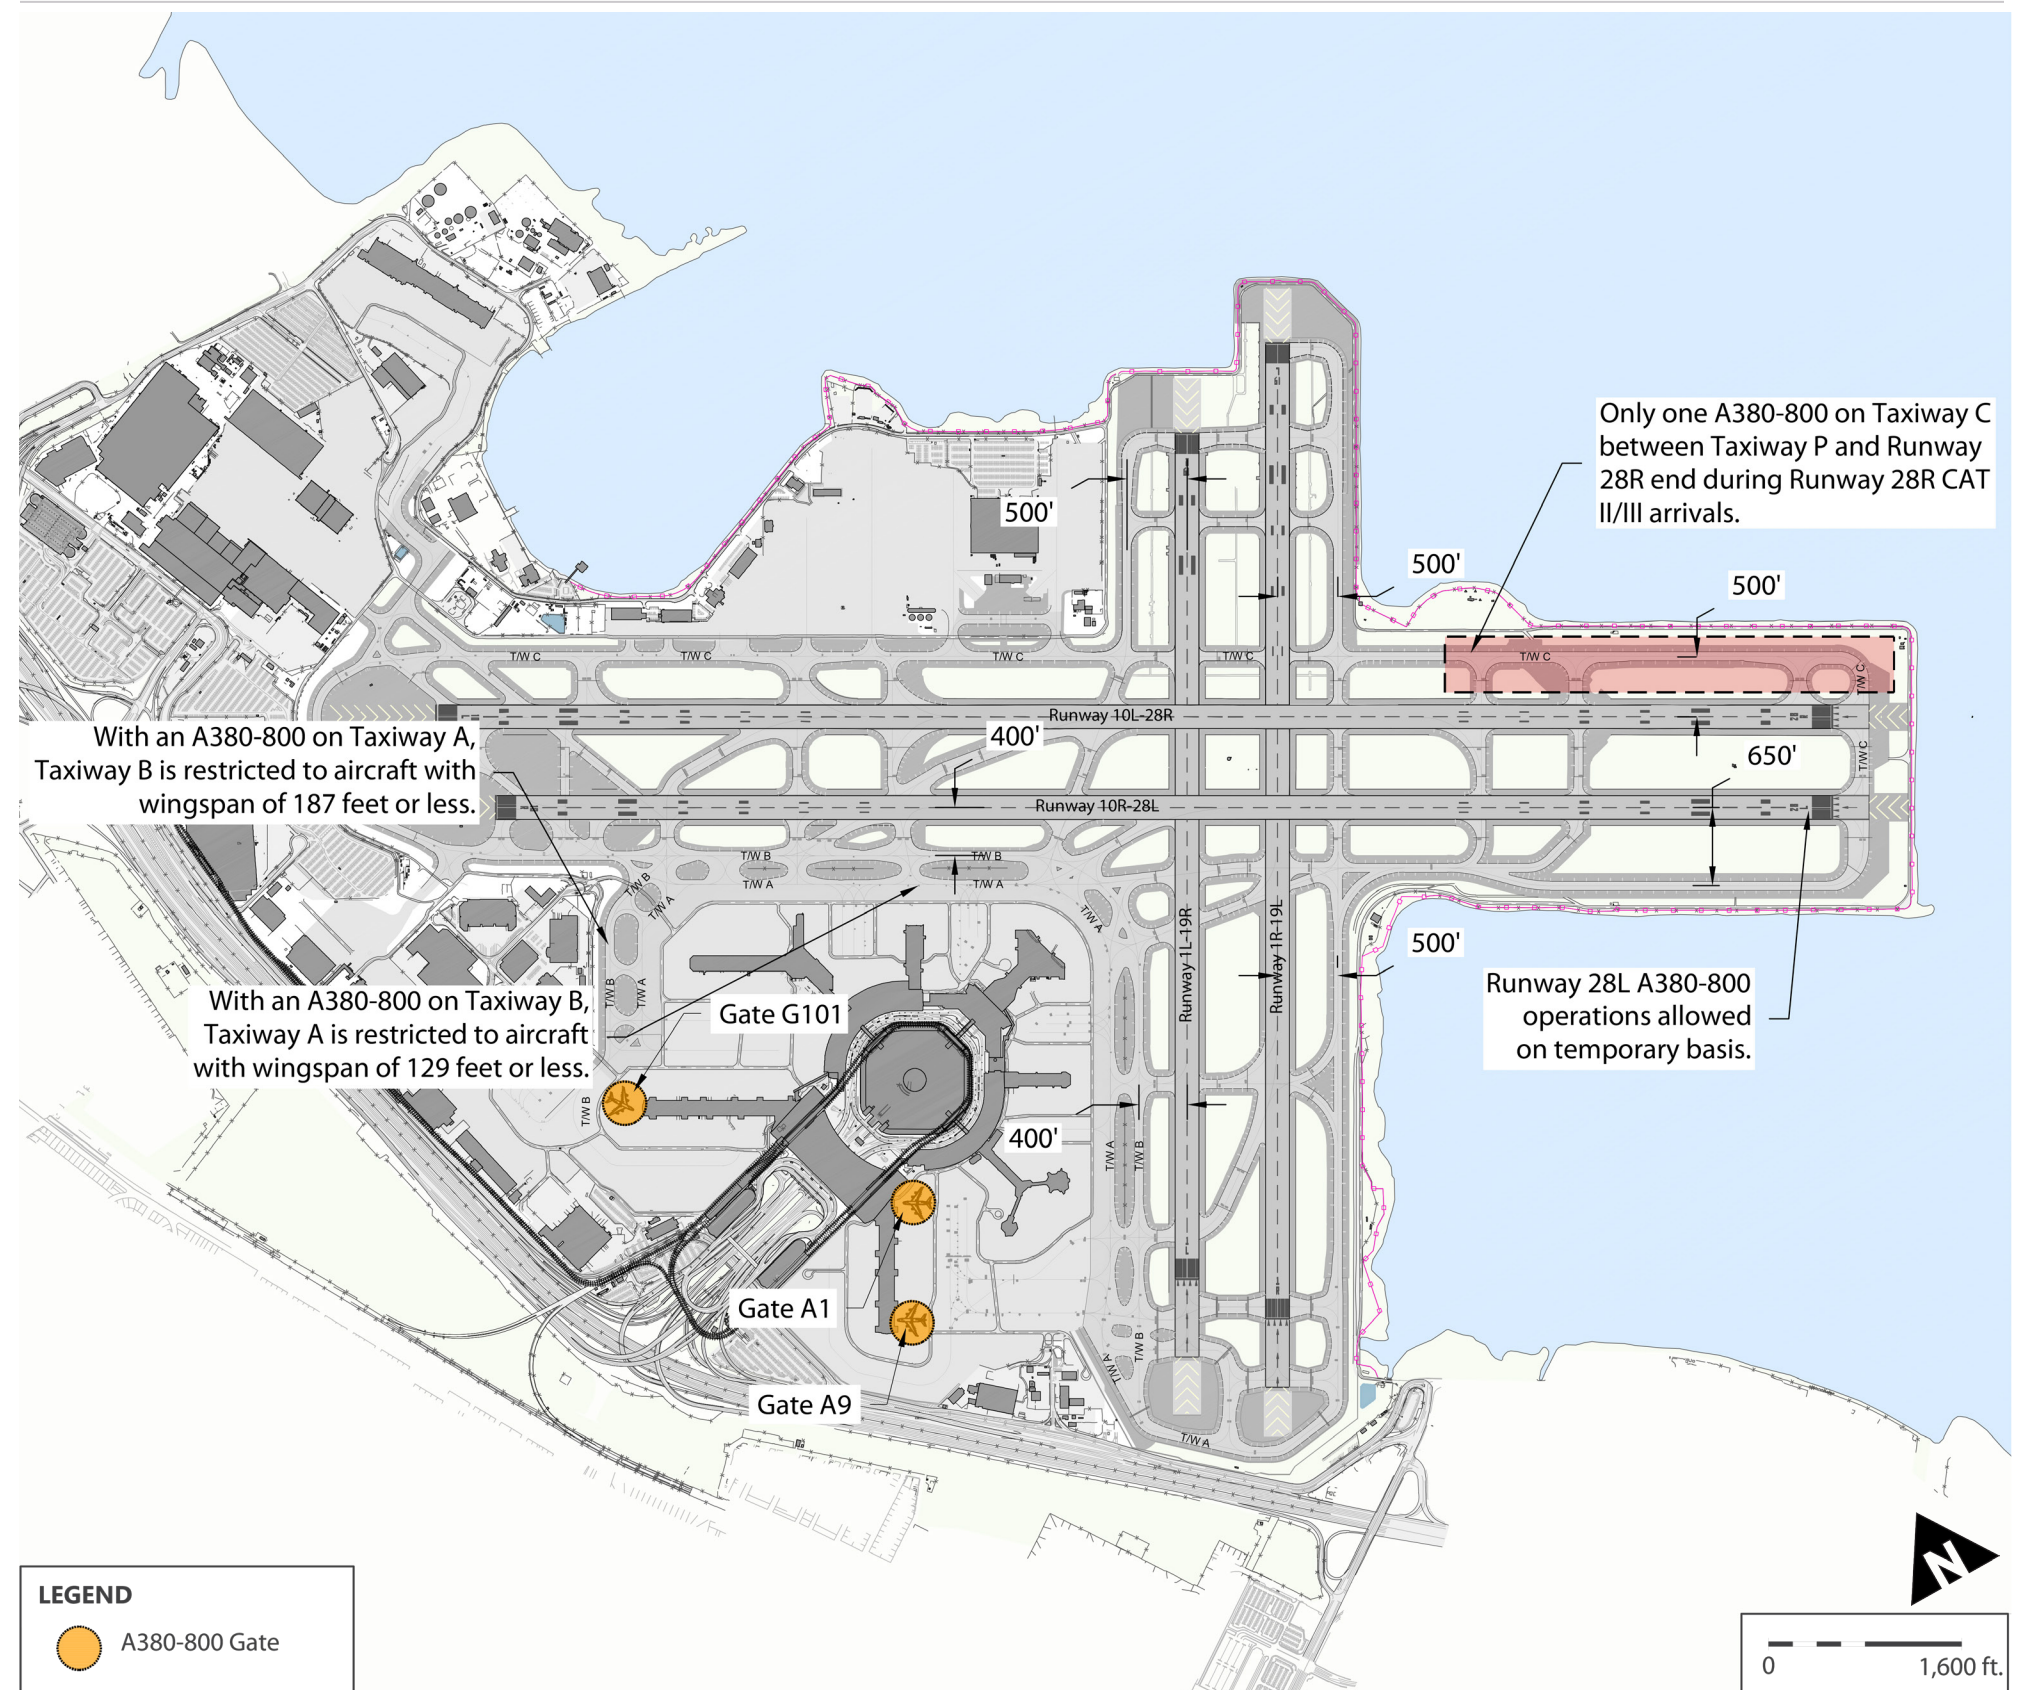 Only one A380-800 on Taxiway C
between Taxiway P and Runway
28R end during Runway 28R CAT
II/III arrivals.
500'
500'
500'
T/W C
T/W C
T/W C
T/W C
T/W C
T/W C
Runway 10L-28R
400'
650'
T/W C
With an A380-800 on Taxiway A,
Taxiway B is restricted to aircraft with
wingspan of 187 feet or less.
Runway 10R-28L
T/W B
T/W B
T/W A
T/W A
T/W B
T/W A
T/W A
500'
Runway 1L-19R
Runway 1R-19L
T/W B
T/W A
With an A380-800 on Taxiway B,
Taxiway A is restricted to aircraft
with wingspan of 129 feet or less.
Gate G101
Runway 28L A380-800
operations allowed
on temporary basis.
T/W B
400'
T/W A
T/W B
Gate A1
T/W B
T/W A
Gate A9
T/W A
N
LEGEND
A380-800 Gate
0
1,600 ft.